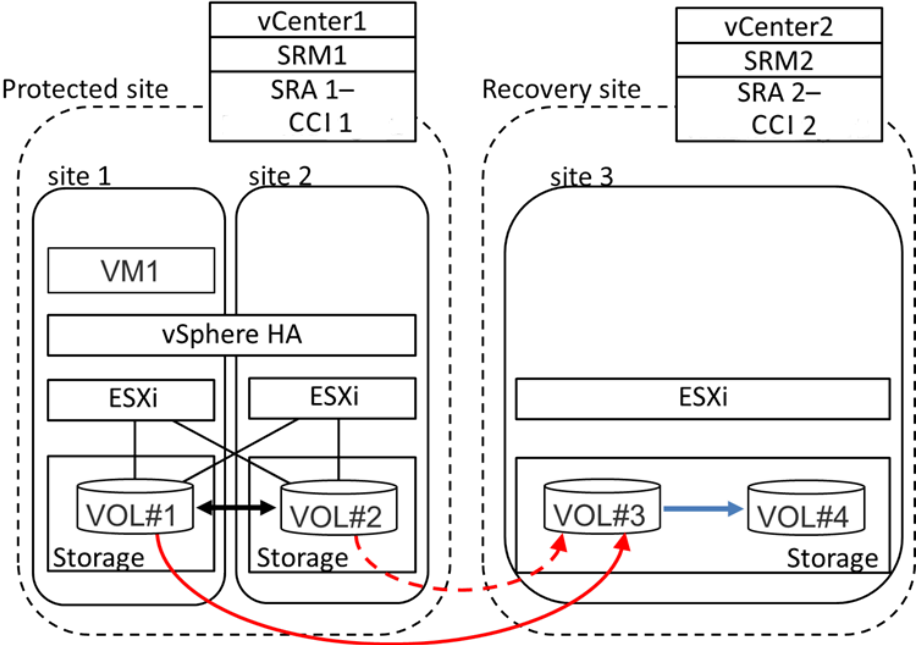 vCenter1
SRM1
SRA 1–
CCI 1
vCenter2
SRM2
SRA 2–
CCI 2
Protected site
Recovery site
site 1
site 2
site 3
VM1
vSphere HA
ESXi
ESXi
ESXi
VOL#1
VOL#2
VOL#3
VOL#4
Storage
Storage
Storage